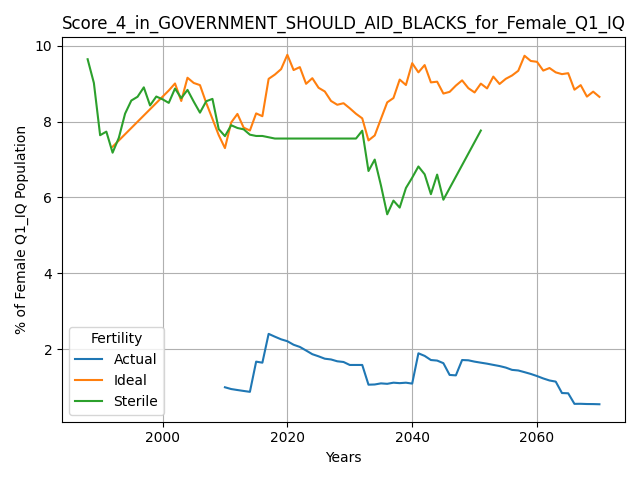 Score_4_in_GOVERNMENT_SHOULD_AID_BLACKS_for_Female_Q1_IQ
% of Female Q1_IQ Population
10
8
6
4
2
Fertility
Actual
Ideal
Sterile
2000
2020
2040
2060
Years